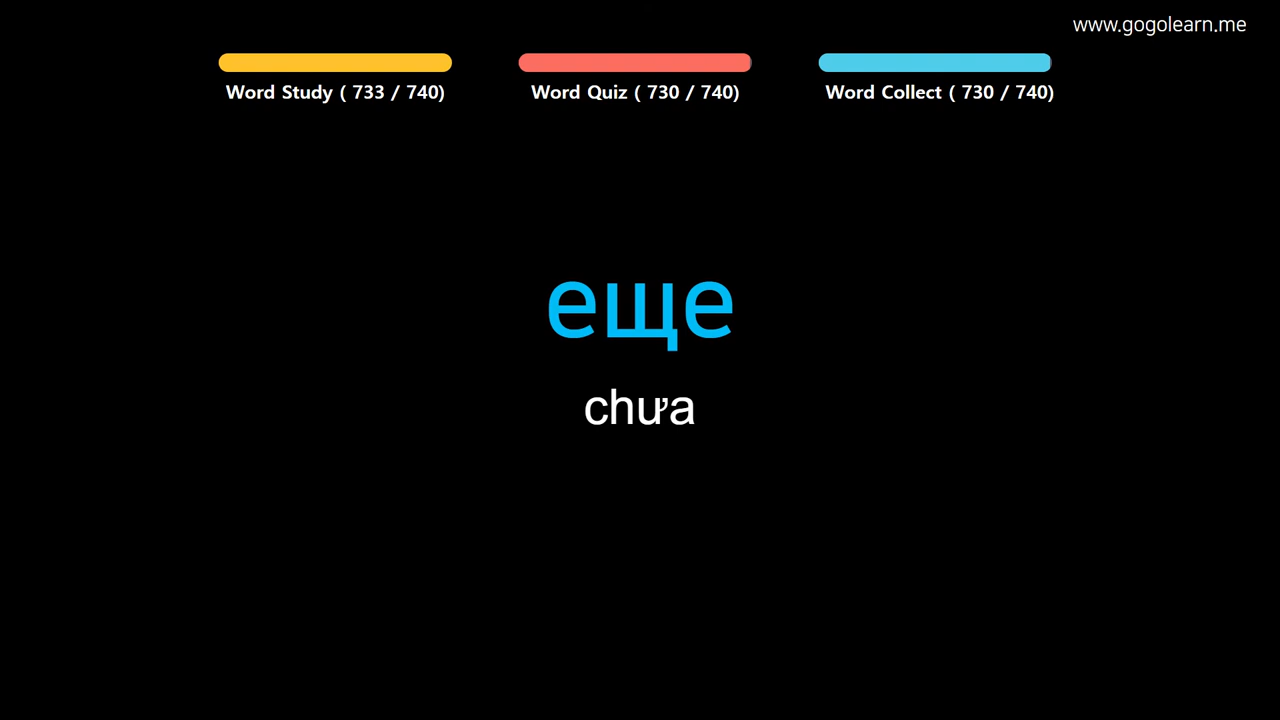 www.gogolearn.me
Word Study ( 733 / 740)
Word Quiz ( 730 / 740)
Word Collect ( 730 / 740)
еще
chưa